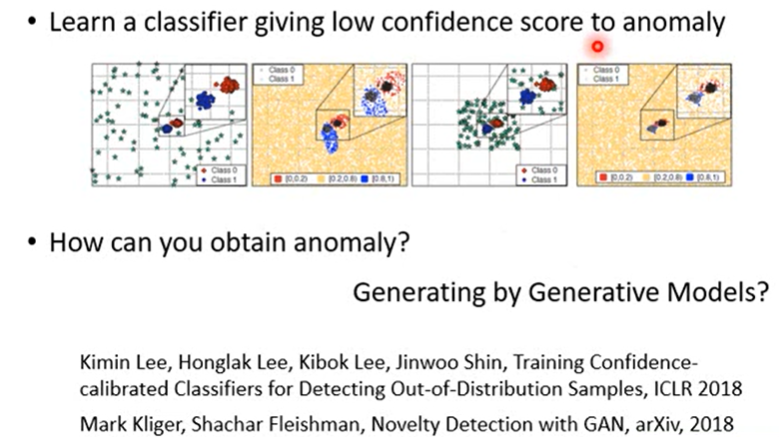 • Learn a classifier giving low confidence score to anomaly
Class 0
Class 1
Class 0
Class 1
[0,0.2) [0.2,0.8) [0.8,1)
Class 0
Class 1
Class 0
Class 1
[0,0.2) [0.2,0.8) [0.8,1)
• How can you obtain anomaly?
Generating by Generative Models?
Kimin Lee, Honglak Lee, Kibok Lee, Jinwoo Shin, Training Confidence-
calibrated Classifiers for Detecting Out-of-Distribution Samples, ICLR 2018
Mark Kliger, Shachar Fleishman, Novelty Detection with GAN, arXiv, 2018